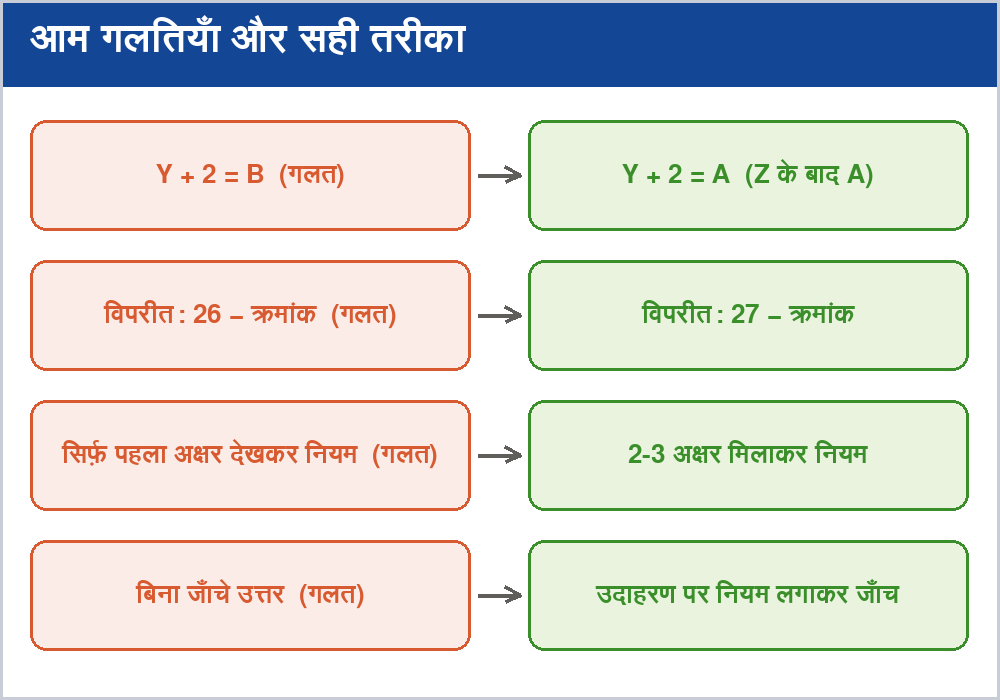 आम गलतियाँ और सही तरीका
Y + 2 = B (गलत)
Y + 2 = A (Z के बाद A)
विपरीत : 26 – क्रमांक (गलत)
विपरीत : 27 – क्रमांक
सिर्फ़ पहला अक्षर देखकर नियम (गलत)
2-3 अक्षर मिलाकर नियम
बिना जाँचे उत्तर (गलत)
उदाहरण पर नियम लगाकर जाँच